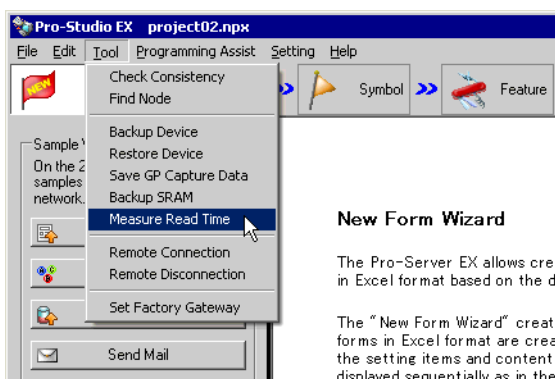 Pro-Studio EX project02.npx
File Edit Tool Programming Assist Setting Help
NEW
Symbol
Feature
Check Consistency
Find Node
Backup Device
Restore Device
Save GP Capture Data
Backup SRAM
Measure Read Time
Remote Connection
Remote Disconnection
Set Factory Gateway
Sample
On the 2
samples
network.
Send Mail
New Form Wizard
The Pro-Server EX allows cre
in Excel format based on the d
The "New Form Wizard" creat
forms in Excel format are crea
the setting items and content
displayed sequentially as in the